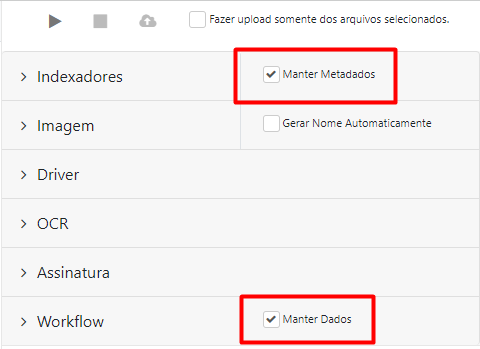 Fazer upload somente dos arquivos selecionados.
Indexadores
Manter Metadados
Imagem
Gerar Nome Automaticamente
Driver
OCR
Assinatura
Workflow
Manter Dados